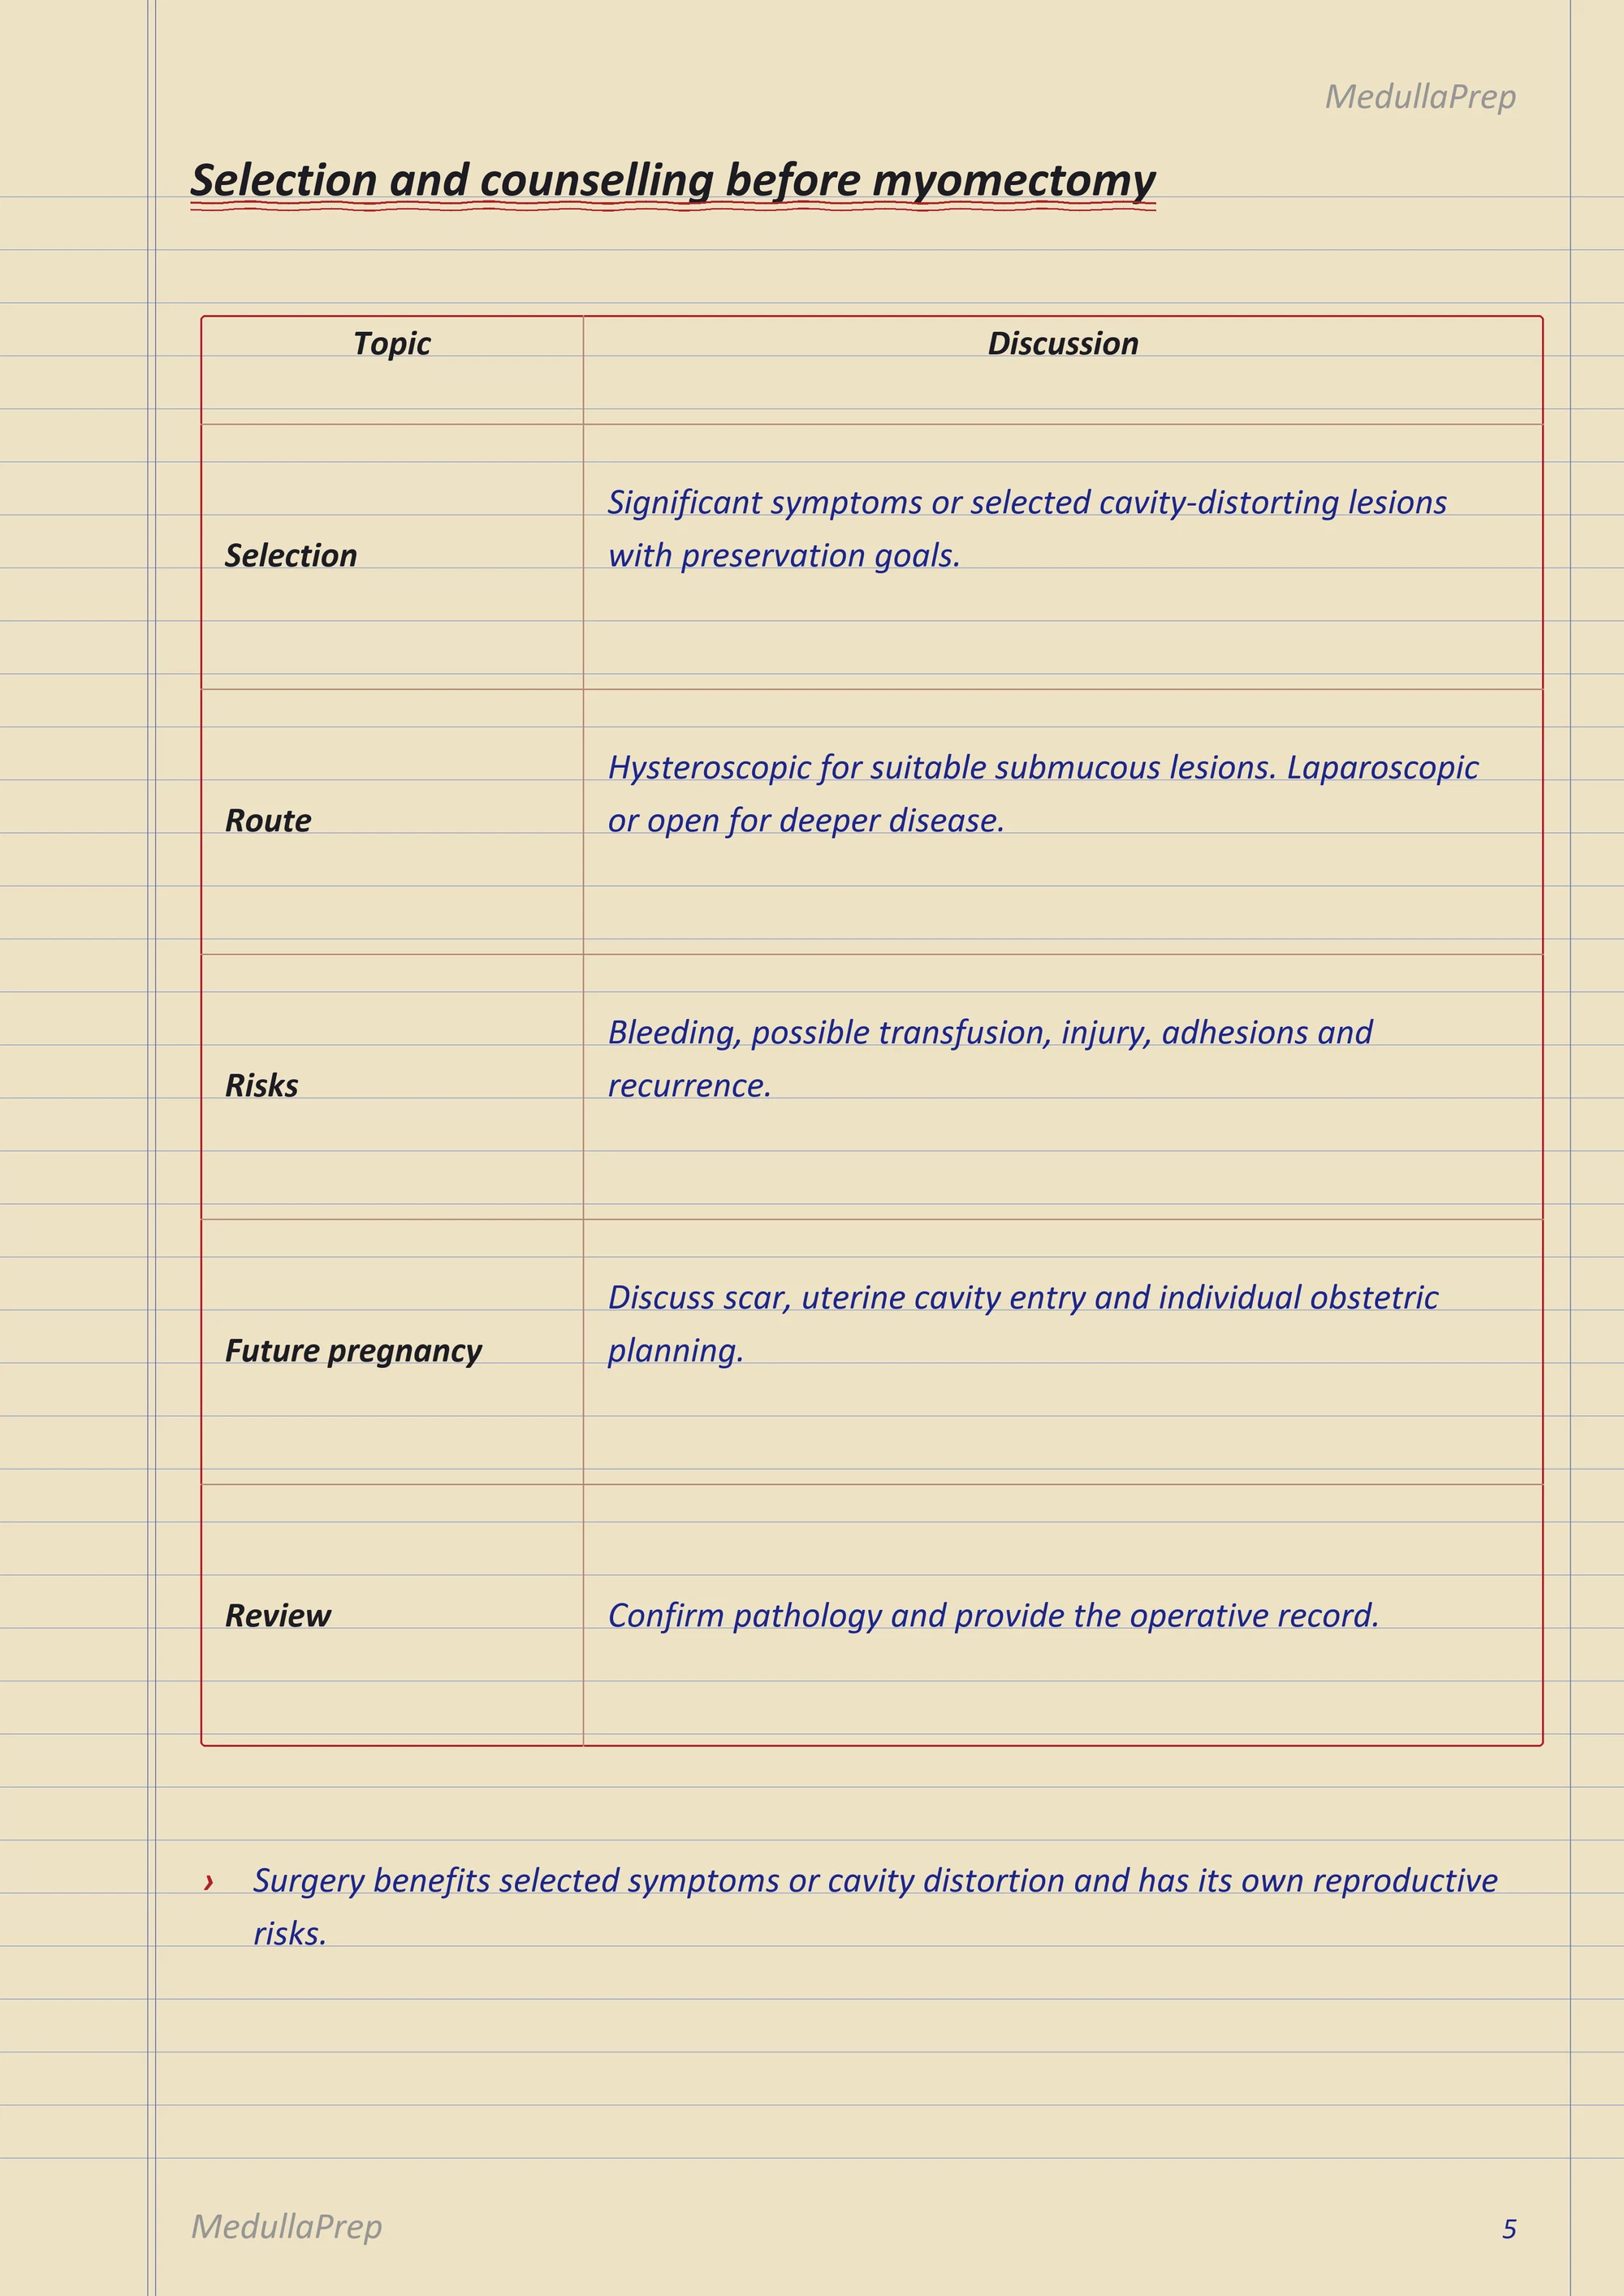 MedullaPrep
Selection and counselling before myomectomy
Topic Discussion
Significant symptoms or selected cavity-distorting lesions
Selection with preservation goals.
Hysteroscopic for suitable submucous lesions. Laparoscopic
Route or open for deeper disease.
Bleeding, possible transfusion, injury, adhesions and
Risks recurrence.
Discuss scar, uterine cavity entry and individual obstetric
Future pregnancy planning.
Review Confirm pathology and provide the operative record.
› Surgery benefits selected symptoms or cavity distortion and has its own reproductive
risks.
MedullaPrep 5